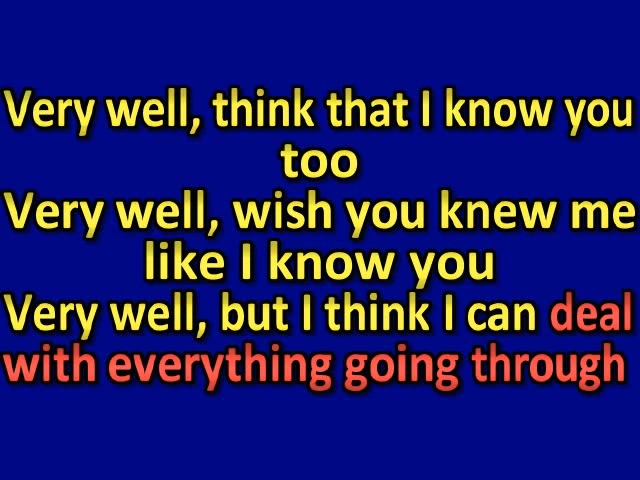 Very well, think that I know you
too
Very well, wish you knew me
like I know you
Very well, but I think I can deal
with everything going through